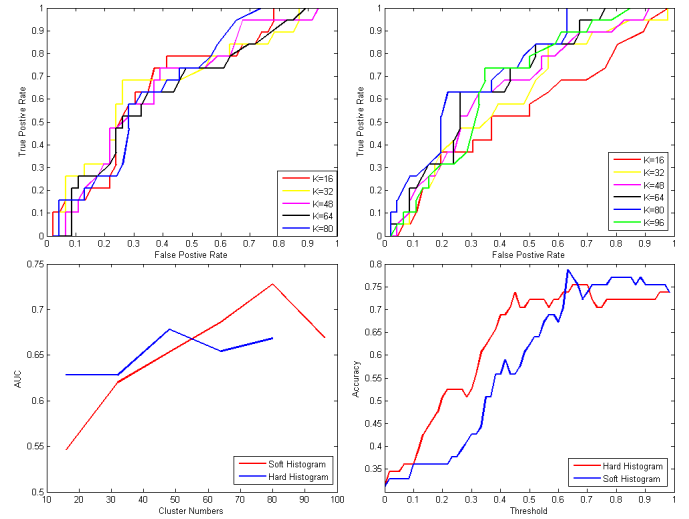 True Postive Rate
1
0.9
0.8
0.7
0.6
0.5
0.4
0.3
0.2
0.1
0
0 0.1 0.2 0.3 0.4 0.5 0.6 0.7 0.8 0.9 1
False Postive Rate
K=16
K=32
K=48
K=64
K=80
True Postive Rate
1
0.9
0.8
0.7
0.6
0.5
0.4
0.3
0.2
0.1
0
0 0.1 0.2 0.3 0.4 0.5 0.6 0.7 0.8 0.9 1
False Postive Rate
K=16
K=32
K=48
K=64
K=80
K=96
AUC
0.75
0.7
0.65
0.6
0.55
0.5
10 20 30 40 50 60 70 80 90 100
Cluster Numbers
Soft Histogram
Hard Histogram
Accuracy
0.8
0.75
0.7
0.65
0.6
0.55
0.5
0.45
0.4
0.35
0 0.1 0.2 0.3 0.4 0.5 0.6 0.7 0.8 0.9 1
Threshold
Hard Histogram
Soft Histogram